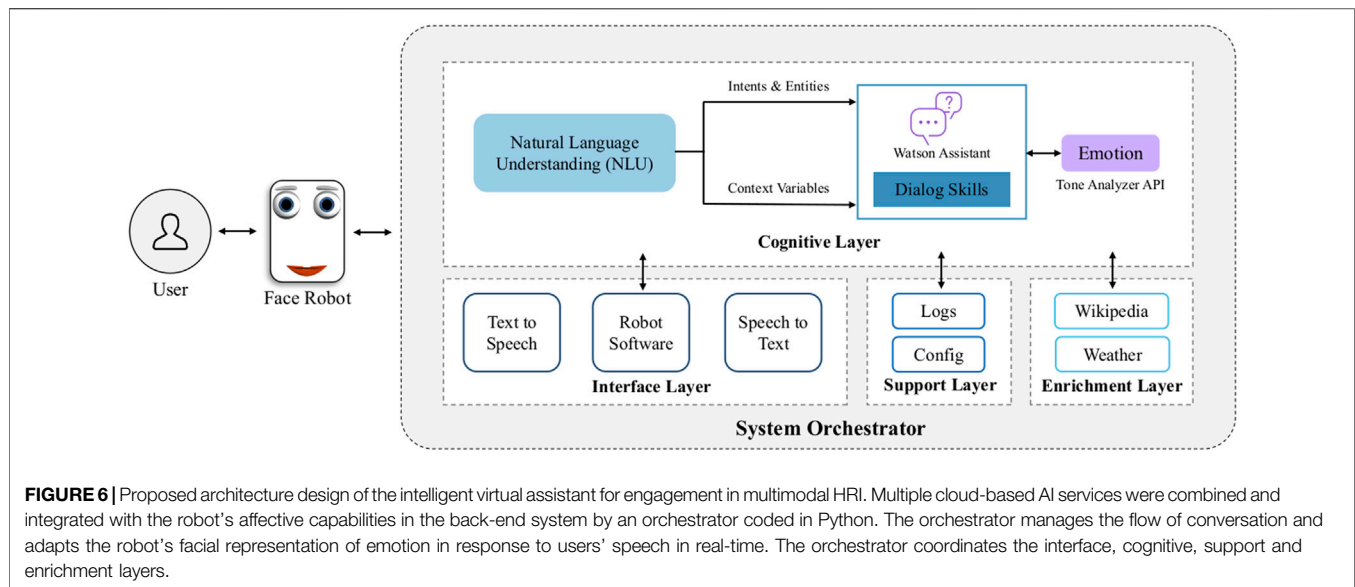 Intents & Entities
Natural Language
Understanding (NLU)
?
Watson Assistant
Dialog Skills
Emotion
Tone Analyzer API
Context Variables
Cognitive Layer
User
Face Robot
Text to
Speech
Robot
Software
Speech to
Text
Interface Layer
Logs
Config
Support Layer
Wikipedia
Weather
Enrichment Layer
System Orchestrator
FIGURE 6 | Proposed architecture design of the intelligent virtual assistant for engagement in multimodal HRI. Multiple cloud-based AI services were combined and
integrated with the robot’s affective capabilities in the back-end system by an orchestrator coded in Python. The orchestrator manages the flow of conversation and
adapts the robot’s facial representation of emotion in response to users’ speech in real-time. The orchestrator coordinates the interface, cognitive, support and
enrichment layers.